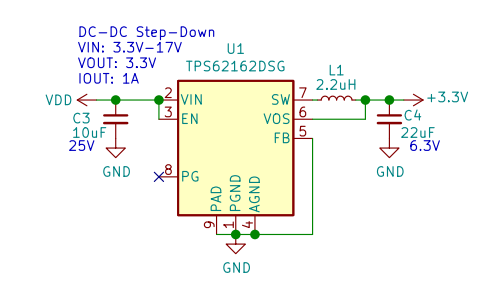 DC-DC Step-Down
VIN: 3.3V-17V
VOUT: 3.3V
IOUT: 1A
U1
TPS62162DSG
VDD
2
VIN
3
EN
8
PG
SW
7
VOS
6
FB
5
L1
2.2uH
+3.3V
C3
10uF
25V
GND
C4
22uF
6.3V
GND
PAD
PGND
AGND
9
1
4
GND